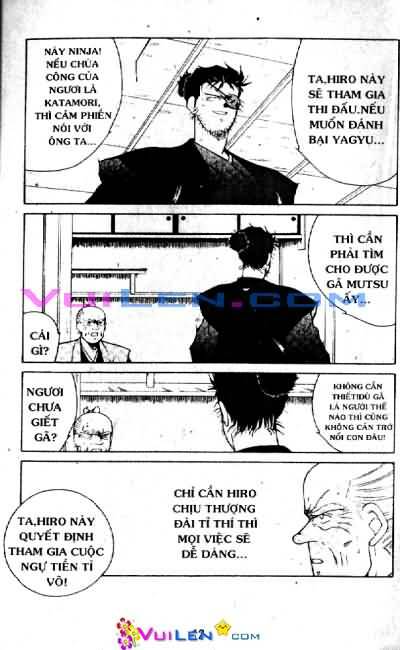 NÀY NINJA!
NẾU CHÚA
CÔNG CỦA
NGƯƠI LÀ
KATAMORI,
THÌ CẢM PHIỀN
NÓI VỚI
ÔNG TA...
TA,HIRO NÀY
SẼ THAM GIA
THI ĐẤU.NẾU
MUỐN ĐÁNH
BẠI YAGYU...
THÌ CẦN
PHẢI TÌM
CHO ĐƯỢC
GÃ MUTSU
ẤY...
CÁI
GÌ?
VUILEN.COM
NGƯƠI
CHƯA
GIẾT
GÃ?
KHÔNG CẦN
THIẾT!DÙ GÃ
LÀ NGƯỜI THẾ
NÀO THÌ CŨNG
KHÔNG CẢN TRỞ
NỔI CON ĐÂU!
CHỈ CẦN HIRO
CHỊU THƯỢNG
ĐÀI TỈ THÍ THÌ
MỌI VIỆC SẼ
DỄ DÀNG...
TA,HIRO NÀY
QUYẾT ĐỊNH
THAM GIA CUỘC
NGỰ TIỀN TỈ
VÕ!
VUILEN.COM